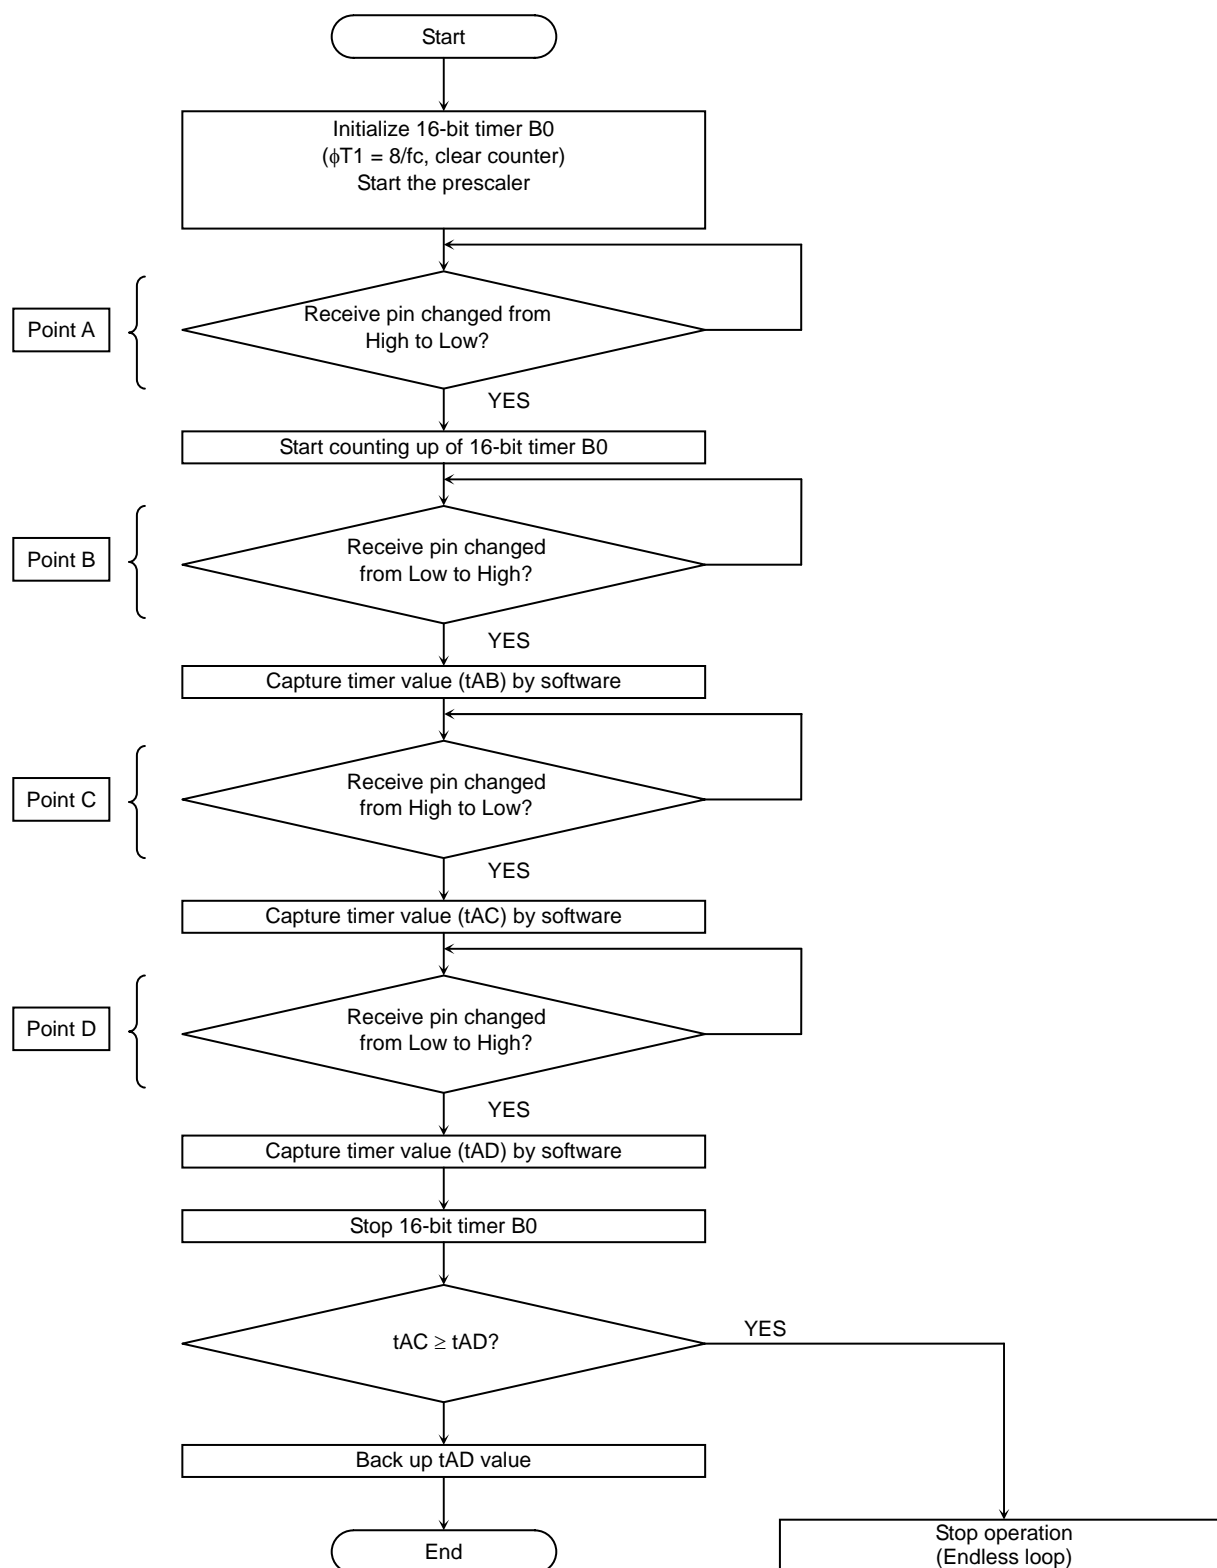 Start
Initialize 16-bit timer B0
(ϕT1 = 8/fc, clear counter)
Start the prescaler
Point A
Receive pin changed from
High to Low?
YES
Start counting up of 16-bit timer B0
Point B
Receive pin changed
from Low to High?
YES
Capture timer value (tAB) by software
Point C
Receive pin changed
from High to Low?
YES
Capture timer value (tAC) by software
Point D
Receive pin changed
from Low to High?
YES
Capture timer value (tAD) by software
Stop 16-bit timer B0
tAC ≥ tAD?
YES
Back up tAD value
End
Stop operation
(Endless loop)